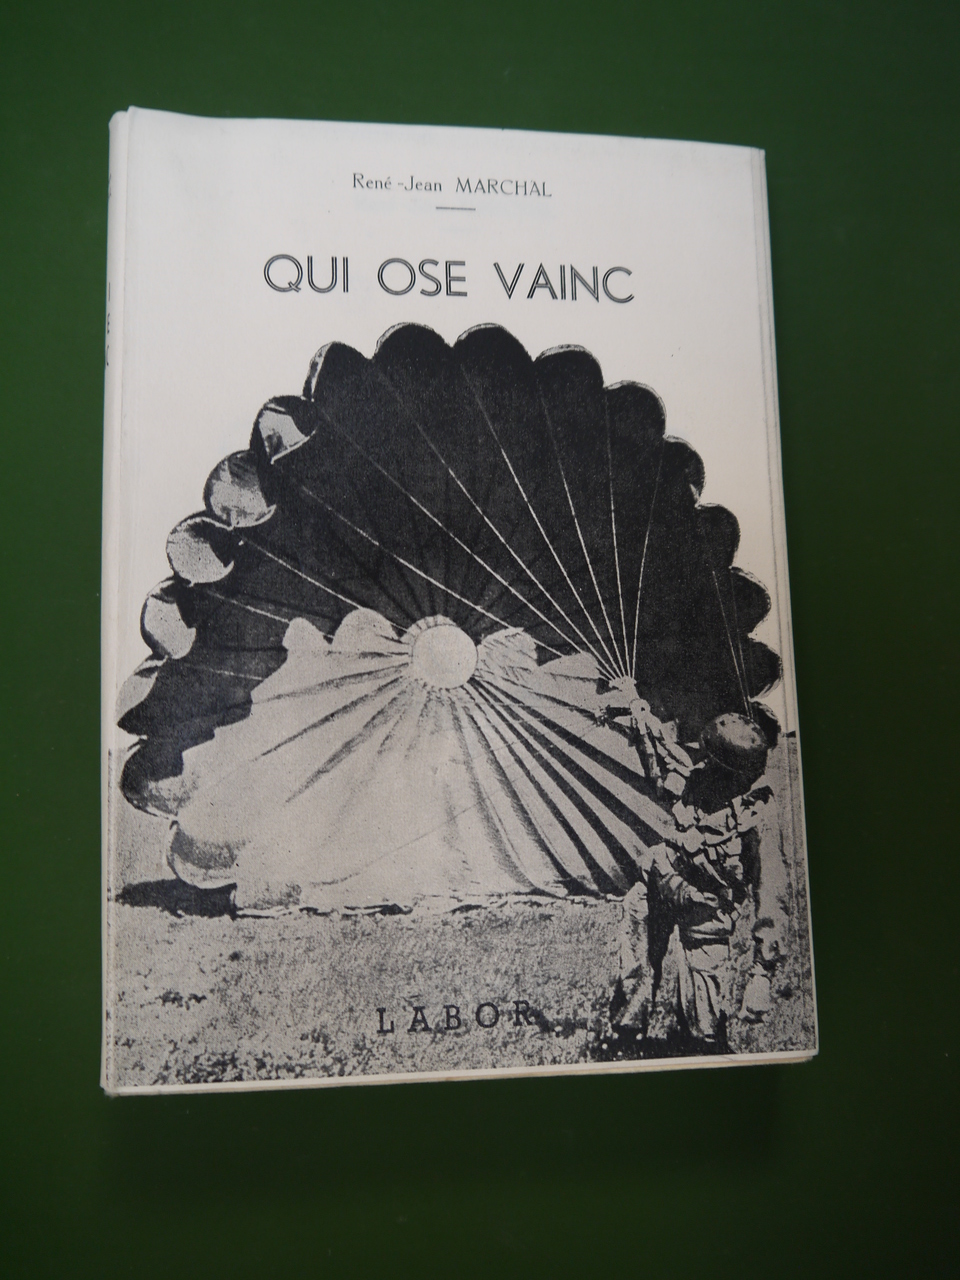 René-Jean MARCHAL
QUI OSE VAINC
LABOR